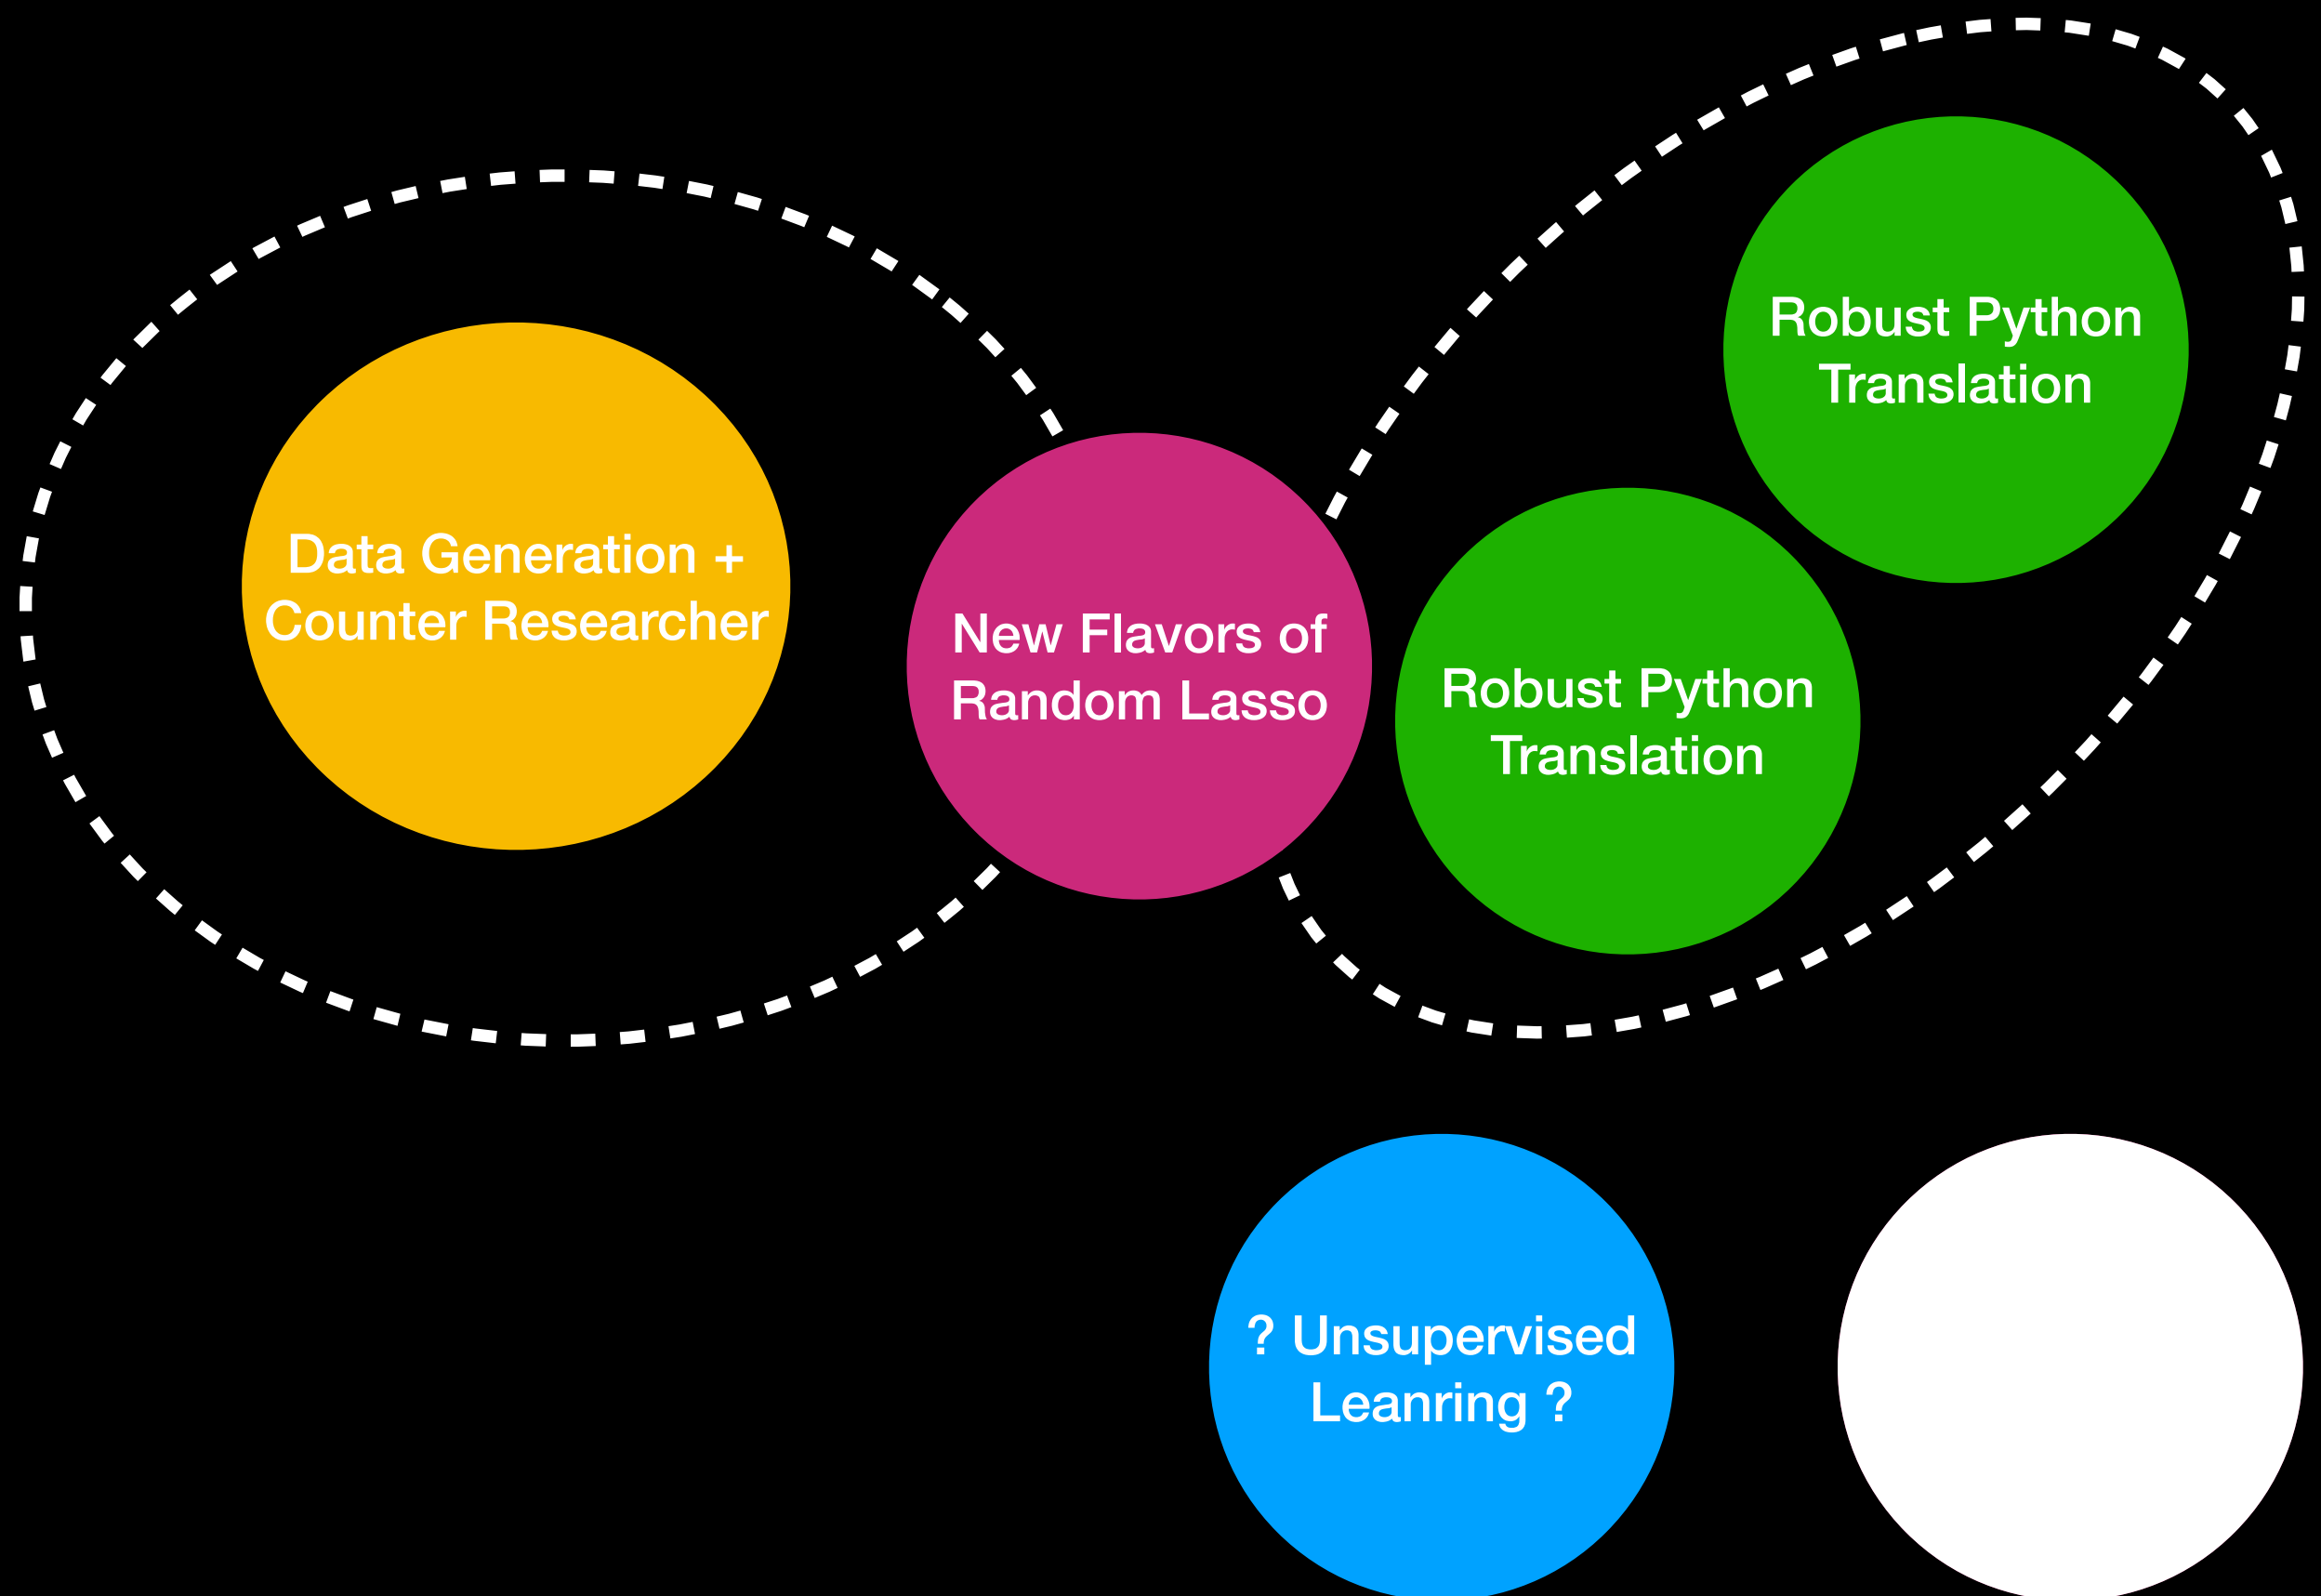 Data Generation +
Counter Researcher
New Flavors of
Random Lasso
Robust Python
Translation
Robust Python
Translation
? Unsupervised
Leanring ?